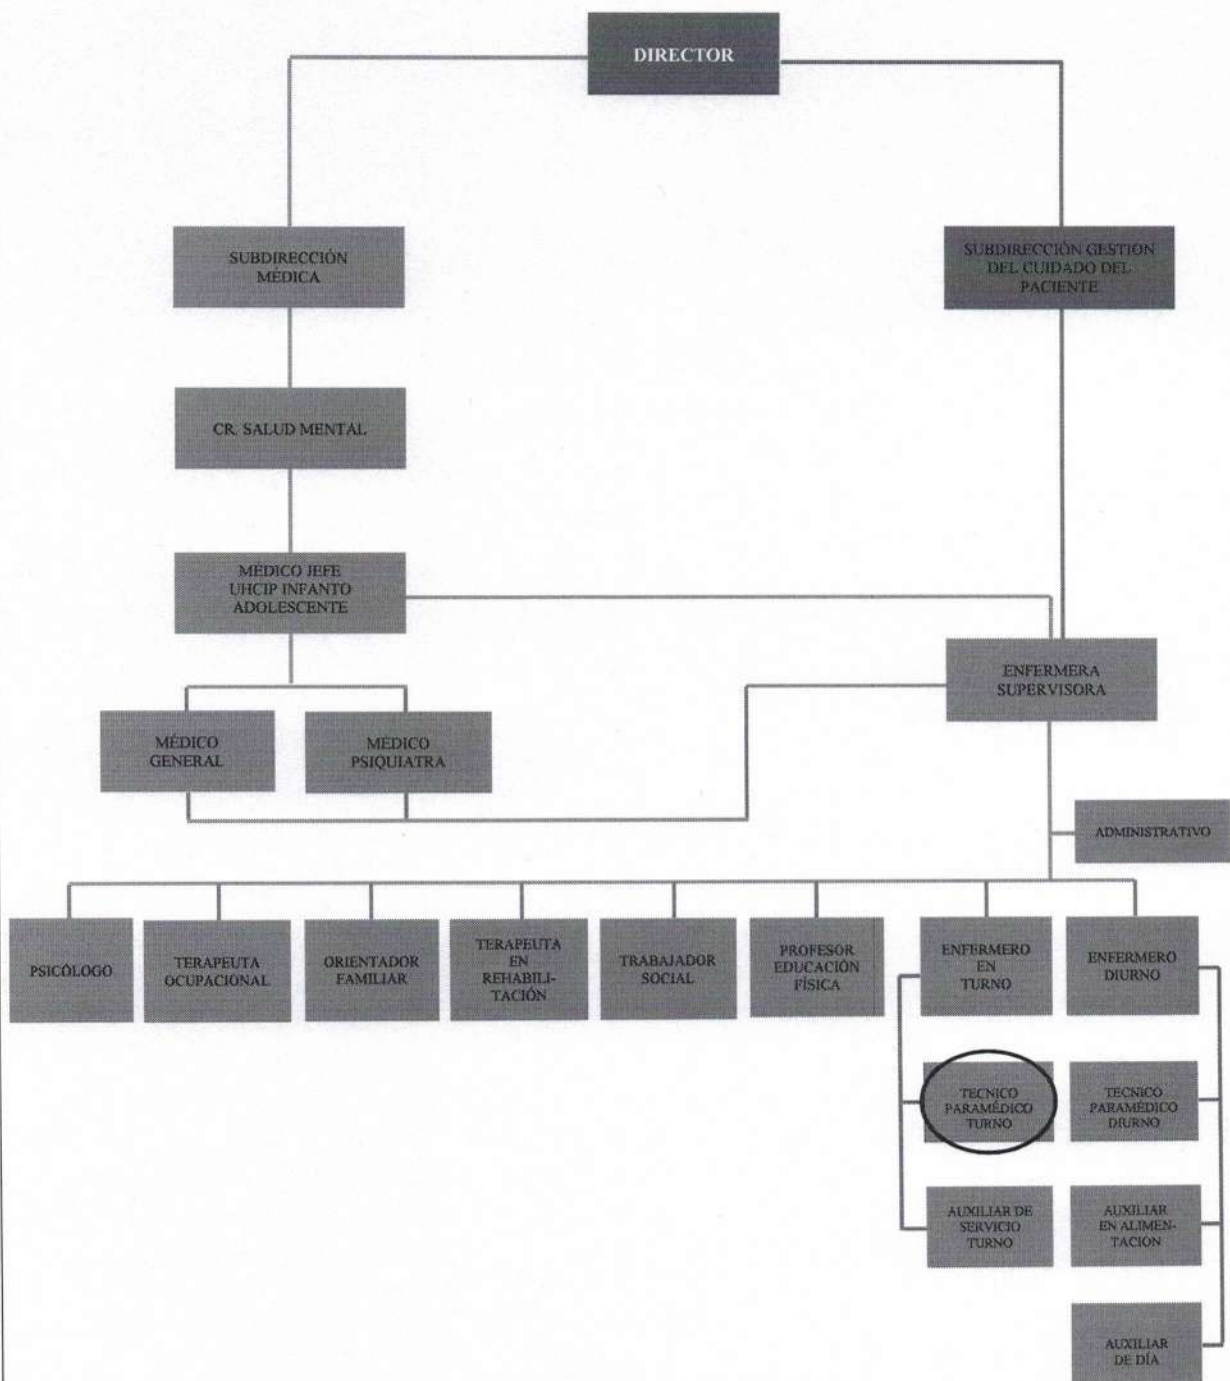 DIRECTOR
SUBDIRECCIÓN
MÉDICA
SUBDIRECCIÓN GESTIÓN
DEL CUIDADO DEL
PACIENTE
CR. SALUD MENTAL
MÉDICO JEFE
UHCIP INFANTO
ADOLESCENTE
ENFERMERA
SUPERVISORA
MÉDICO
GENERAL
MÉDICO
PSIQUIATRA
ADMINISTRATIVO
PSICÓLOGO
TERAPEUTA
OCUPACIONAL
ORIENTADOR
FAMILIAR
TERAPEUTA
EN
REHABILI-
TACIÓN
TRABAJADOR
SOCIAL
PROFESOR
EDUCACIÓN
FÍSICA
ENFERMERO
EN
TURNO
ENFERMERO
DIURNO
TECNICO
PARAMÉDICO
TURNO
TECNICO
PARAMÉDICO
DIURNO
AUXILIAR DE
SERVICIO
TURNO
AUXILIAR
EN ALIMEN-
TACIÓN
AUXILIAR
DE DÍA